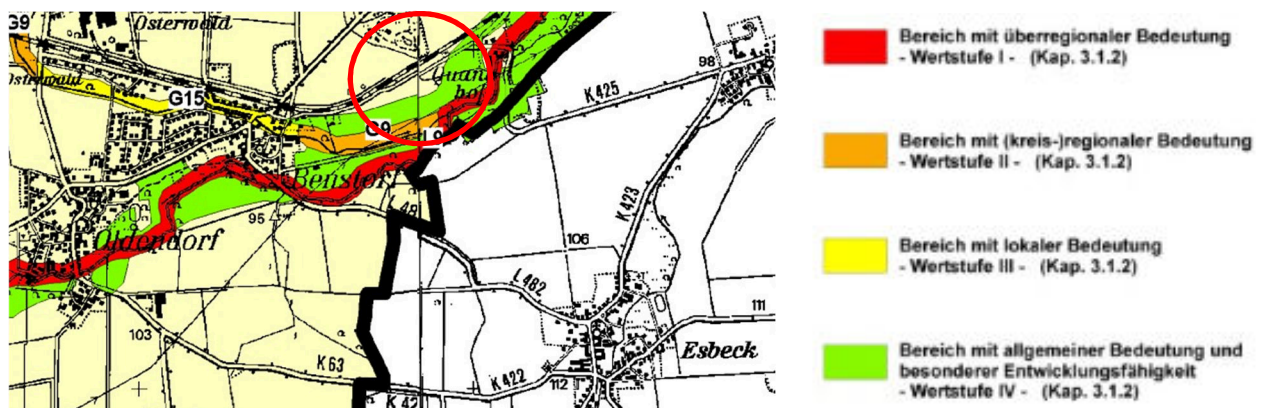 G9
Osterwald
Osterwald
G15
Quant
hof
K 425
98
G9
L9
Benstorf
K 423
95
Oldendorf
106
L 482
103
111
Esbeck
K 63
K 422
112
K 42
Bereich mit überregionaler Bedeutung
- Wertstufe I - (Kap. 3.1.2)
Bereich mit (kreis-)regionaler Bedeutung
- Wertstufe II - (Kap. 3.1.2)
Bereich mit lokaler Bedeutung
- Wertstufe III - (Kap. 3.1.2)
Bereich mit allgemeiner Bedeutung und
besonderer Entwicklungsfähigkeit
- Wertstufe IV - (Kap. 3.1.2)